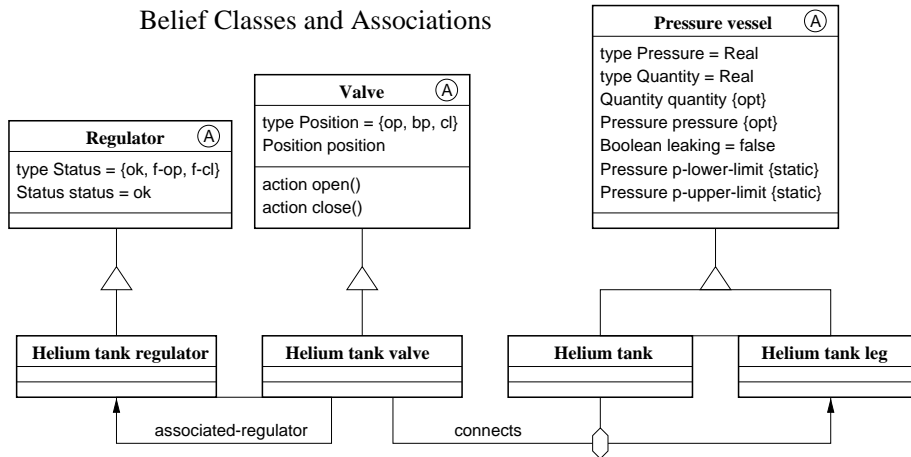 Belief Classes and Associations
Regulator A
type Status = {ok, f-op, f-cl}
Status status = ok
Valve A
type Position = {op, bp, cl}
Position position
action open()
action close()
Pressure vessel A
type Pressure = Real
type Quantity = Real
Quantity quantity {opt}
Pressure pressure {opt}
Boolean leaking = false
Pressure p-lower-limit {static}
Pressure p-upper-limit {static}
Helium tank regulator
Helium tank valve
Helium tank
Helium tank leg
associated-regulator
connects